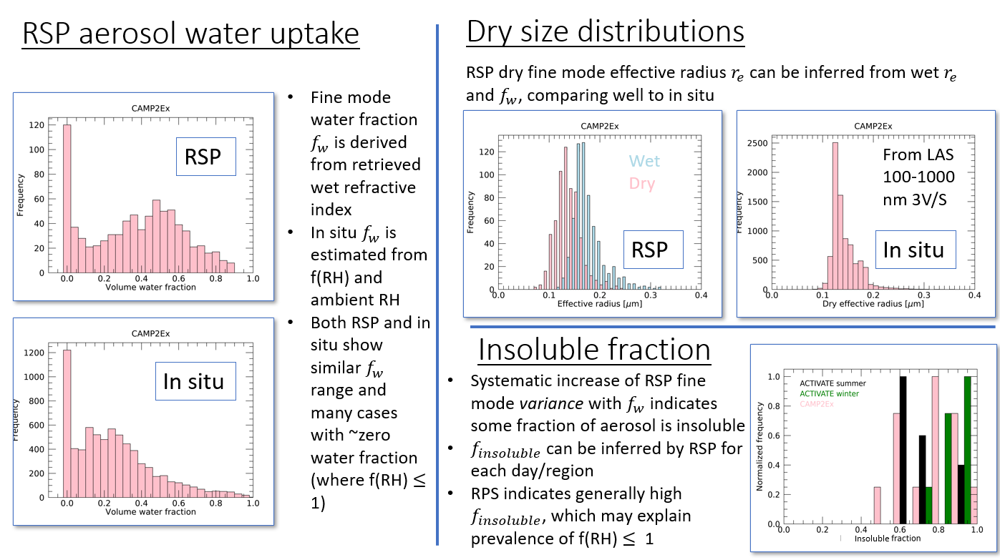 RSP aerosol water uptake
CAMP2Ex
RSP
Frequency
120
100
80
60
40
20
0
0.0 0.2 0.4 0.6 0.8 1.0
Volume water fraction
CAMP2Ex
In situ
Frequency
1200
1000
800
600
400
200
0
0.0 0.2 0.4 0.6 0.8 1.0
Volume water fraction
• Fine mode
water fraction
f_w is derived
from retrieved
wet refractive
index
• In situ f_w is
estimated from
f(RH) and
ambient RH
• Both RSP and in
situ show
similar f_w
range and
many cases
with ~zero
water fraction
(where f(RH) ≤
1)
Dry size distributions
RSP dry fine mode effective radius r_e can be inferred from wet r_e
and f_w, comparing well to in situ
CAMP2Ex
Wet
Dry
RSP
Frequency
120
100
80
60
40
20
0
0.0 0.1 0.2 0.3 0.4
Effective radius [μm]
CAMP2Ex
From LAS
100-1000
nm 3V/S
In situ
Frequency
2500
2000
1500
1000
500
0
0.0 0.1 0.2 0.3 0.4
Dry effective radius [μm]
Insoluble fraction
• Systematic increase of RSP fine
mode variance with f_w indicates
some fraction of aerosol is insoluble
• f_insoluble can be inferred by RSP for
each day/region
• RPS indicates generally high
f_insoluble, which may explain
prevalence of f(RH) ≤ 1
ACTIVATE summer
ACTIVATE winter
CAMP2Ex
Normalized frequency
1.0
0.8
0.6
0.4
0.2
0.0
0.0 0.2 0.4 0.6 0.8 1.0
Insoluble fraction